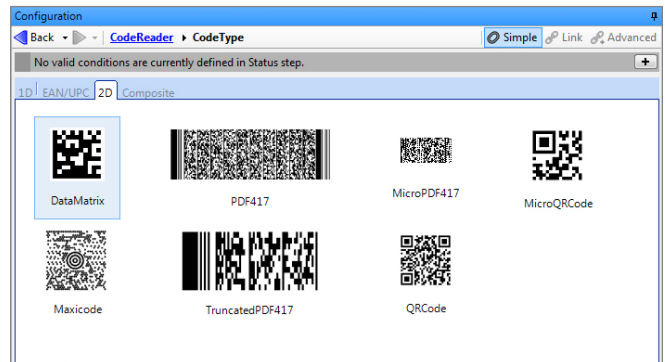 Configuration
Back CodeReader CodeType Simple Link Advanced
No valid conditions are currently defined in Status step.
1D EAN/UPC 2D Composite
DataMatrix PDF417 MicroPDF417 MicroQRCode
Maxicode TruncatedPDF417 QRCode